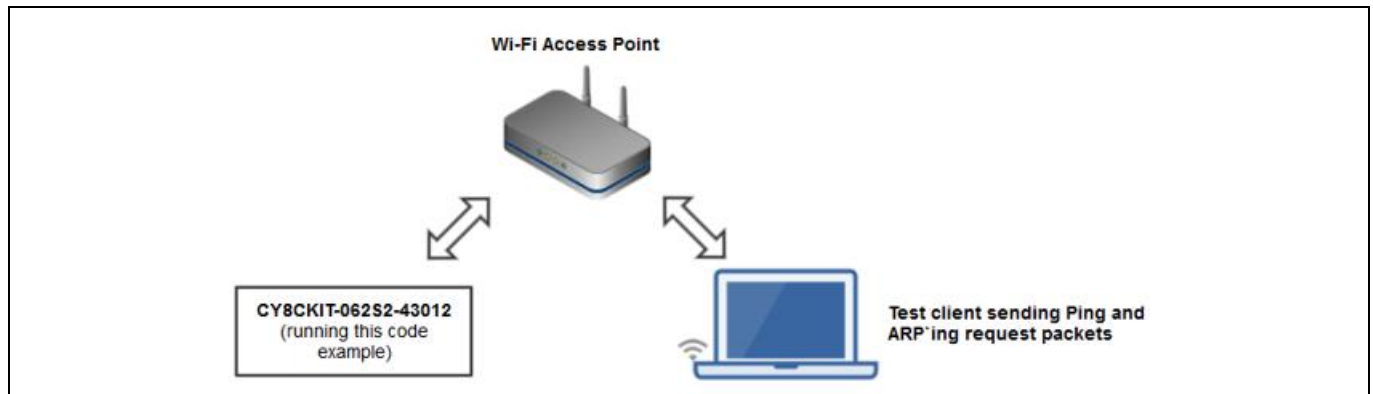 Wi-Fi Access Point
CY8CKIT-062S2-43012
(running this code
example)
Test client sending Ping and
ARP`ing request packets